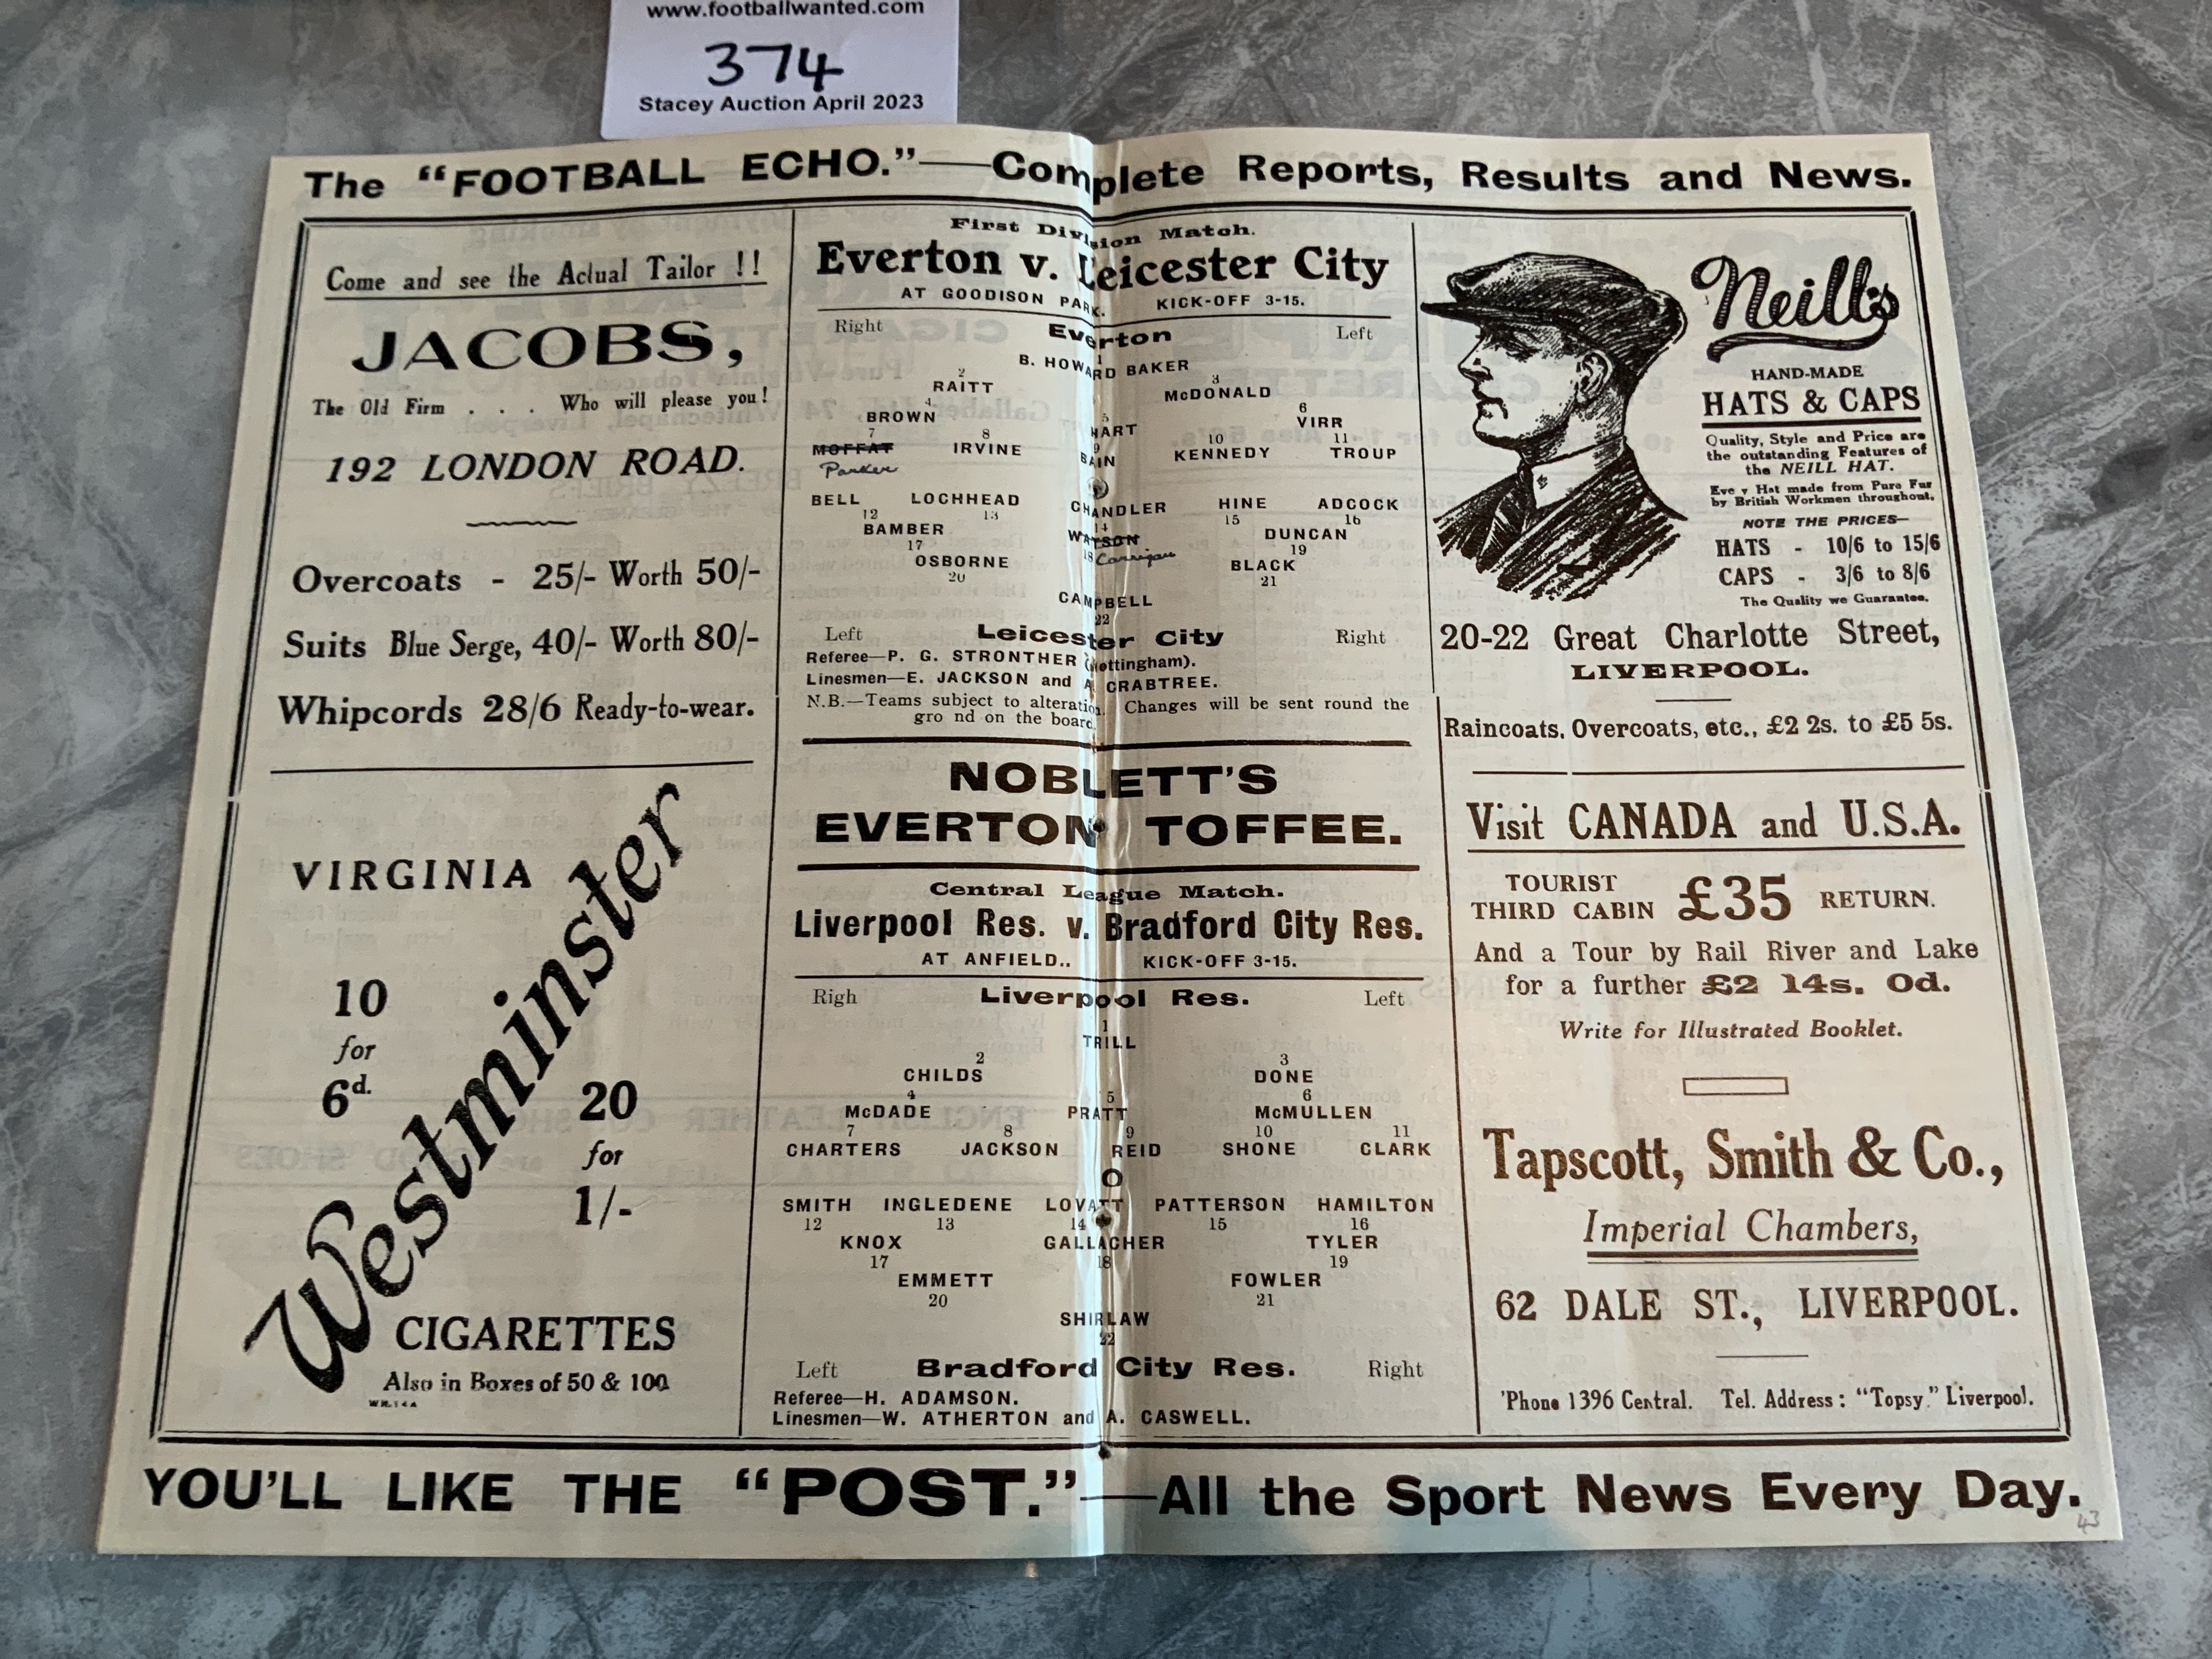 www.footballwanted.com
374
Stacey Auction April 2023
The "FOOTBALL ECHO."—Complete Reports, Results and News.
Come and see the Actual Tailor !!
JACOBS,
The Old Firm . . . Who will please you!
192 LONDON ROAD.
Overcoats - 25/- Worth 50/-
Suits Blue Serge, 40/- Worth 80/-
Whipcords 28/6 Ready-to-wear.
VIRGINIA
Westminster
10
for
6d.
20
for
1/-
CIGARETTES
Also in Boxes of 50 & 100
First Division Match.
Everton v. Leicester City
AT GOODISON PARK. KICK-OFF 3-15.
Right Everton Left
1
B. HOWARD BAKER
2 3
RAITT McDONALD
4 5 6
BROWN HART VIRR
7 8 9 10 11
MOFFAT IRVINE BAIN KENNEDY TROUP
Parker
BELL LOCHHEAD CHANDLER HINE ADCOCK
12 13 14 15 16
BAMBER WATSON DUNCAN
17 18 Carrigan 19
OSBORNE BLACK
20 21
CAMPBELL
22
Left Leicester City Right
Referee—P. G. STRONTHER (Nottingham).
Linesmen—E. JACKSON and A CRABTREE.
N.B.—Teams subject to alteration. Changes will be sent round the
gro nd on the board
NOBLETT'S
EVERTON TOFFEE.
Central League Match.
Liverpool Res. v. Bradford City Res.
AT ANFIELD.. KICK-OFF 3-15.
Righ Liverpool Res. Left
1
TRILL
2 3
CHILDS DONE
4 5 6
McDADE PRATT McMULLEN
7 8 9 10 11
CHARTERS JACKSON REID SHONE CLARK
O
SMITH INGLEDENE LOVATT PATTERSON HAMILTON
12 13 14 15 16
KNOX GALLAGHER TYLER
17 18 19
EMMETT FOWLER
20 21
SHIRLAW
22
Left Bradford City Res. Right
Referee—H. ADAMSON.
Linesmen—W. ATHERTON and A. CASWELL.
Neill's
HAND-MADE
HATS & CAPS
Quality, Style and Price are
the outstanding Features of
the NEILL HAT.
Eve y Hat made from Pure Fur
by British Workmen throughout.
NOTE THE PRICES—
HATS - 10/6 to 15/6
CAPS - 3/6 to 8/6
The Quality we Guarantee.
20-22 Great Charlotte Street,
LIVERPOOL.
Raincoats. Overcoats, etc., £2 2s. to £5 5s.
Visit CANADA and U.S.A.
TOURIST
THIRD CABIN £35 RETURN.
And a Tour by Rail River and Lake
for a further £2 14s. 0d.
Write for Illustrated Booklet.
Tapscott, Smith & Co.,
Imperial Chambers,
62 DALE ST., LIVERPOOL.
'Phone 1396 Central. Tel. Address: "Topsy" Liverpool.
YOU'LL LIKE THE "POST."—All the Sport News Every Day.
43